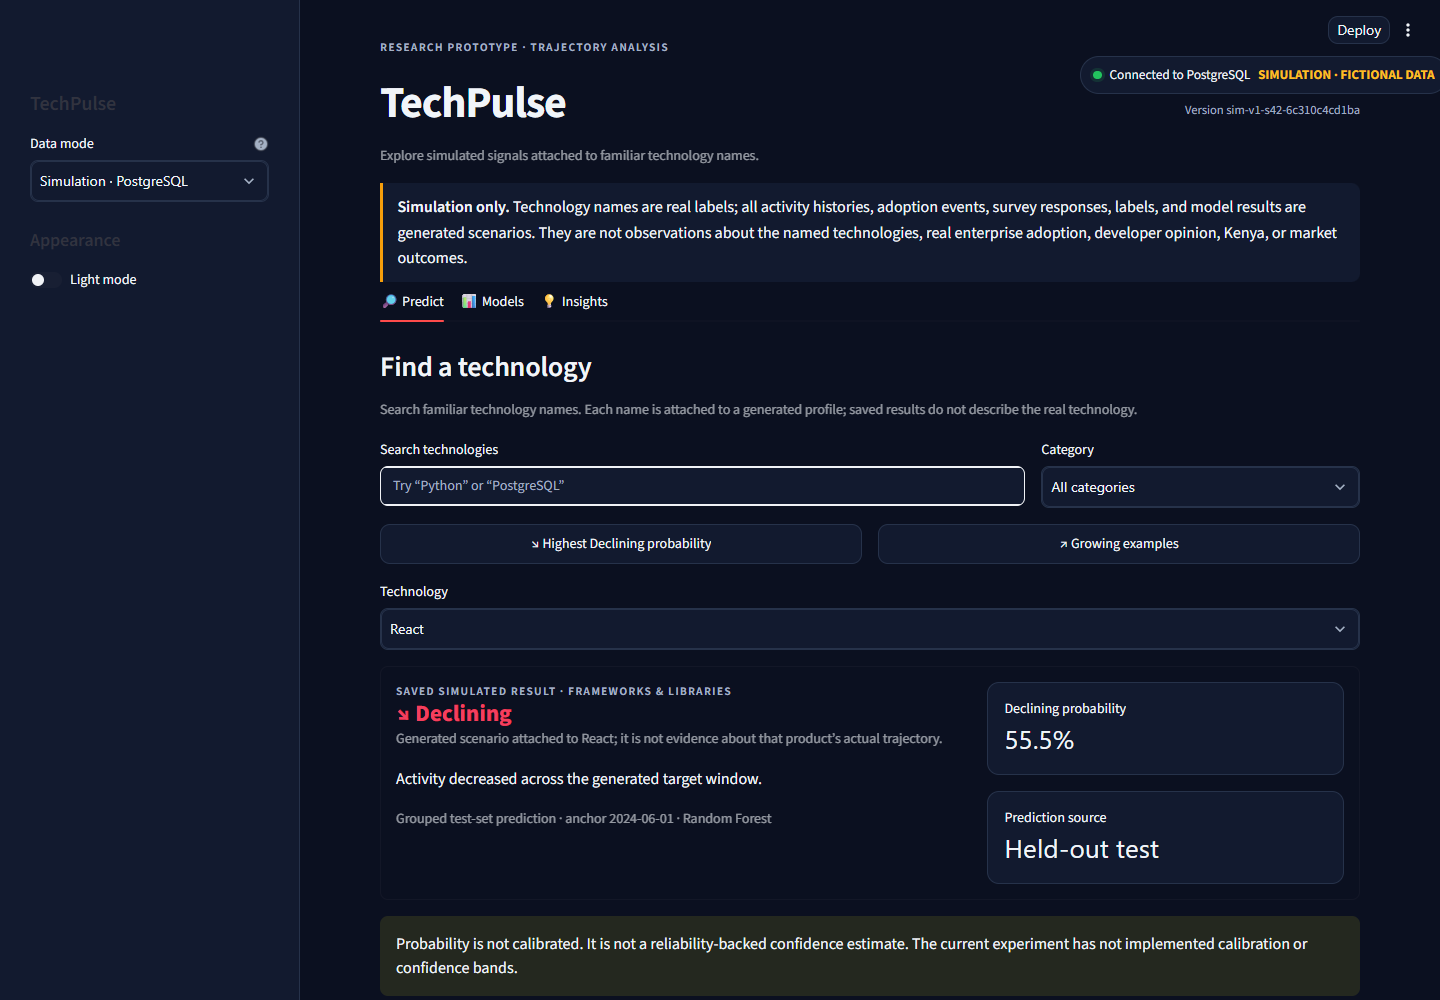 Deploy
RESEARCH PROTOTYPE · TRAJECTORY ANALYSIS
Connected to PostgreSQL SIMULATION · FICTIONAL DATA
TechPulse
Version sim-v1-s42-6c310c4cd1ba
Explore simulated signals attached to familiar technology names.
TechPulse
Data mode
?
Simulation · PostgreSQL
Appearance
Light mode
Simulation only. Technology names are real labels; all activity histories, adoption events, survey responses, labels, and model results are
generated scenarios. They are not observations about the named technologies, real enterprise adoption, developer opinion, Kenya, or market
outcomes.
Predict
Models
Insights
Find a technology
Search familiar technology names. Each name is attached to a generated profile; saved results do not describe the real technology.
Search technologies
Category
Try “Python” or “PostgreSQL”
All categories
↘ Highest Declining probability
↗ Growing examples
Technology
React
SAVED SIMULATED RESULT · FRAMEWORKS & LIBRARIES
↘ Declining
Generated scenario attached to React; it is not evidence about that product’s actual trajectory.
Activity decreased across the generated target window.
Grouped test-set prediction · anchor 2024-06-01 · Random Forest
Declining probability
55.5%
Prediction source
Held-out test
Probability is not calibrated. It is not a reliability-backed confidence estimate. The current experiment has not implemented calibration or
confidence bands.